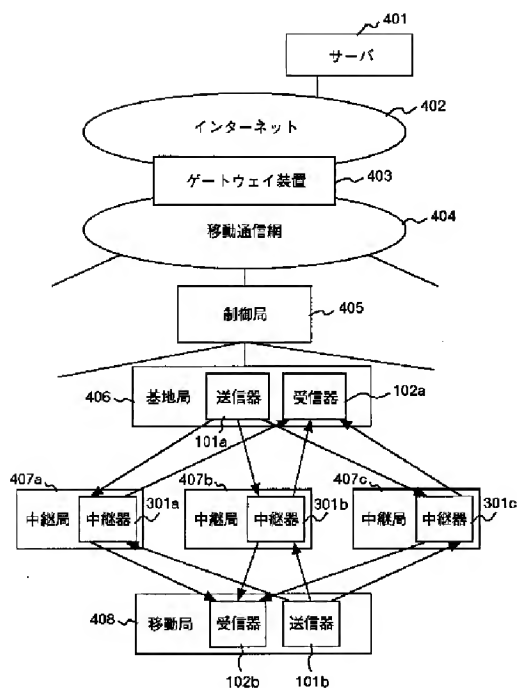 401
サーバ
402
インターネット
ゲートウェイ装置
403
404
移動通信網
制御局
405
406
基地局
送信器
受信器
102a
101a
407a
407b
407c
中継局
中継器
301a
中継局
中継器
301b
中継局
中継器
301c
408
移動局
受信器
送信器
102b
101b